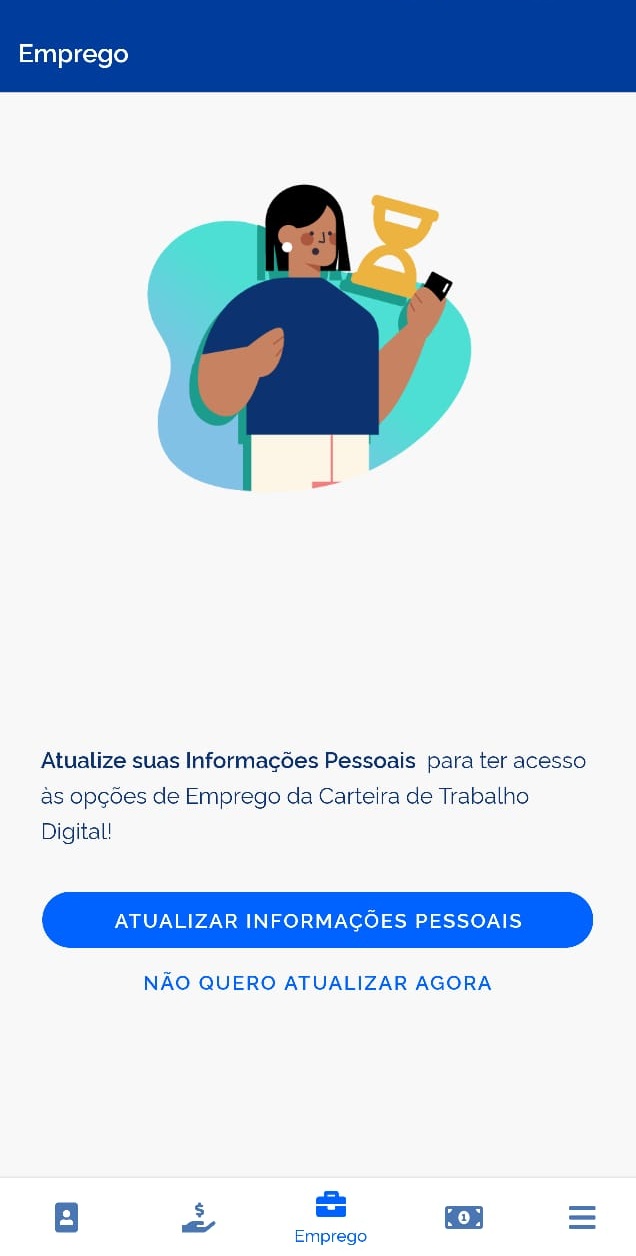 Emprego
Atualize suas Informações Pessoais para ter acesso
às opções de Emprego da Carteira de Trabalho
Digital!
ATUALIZAR INFORMAÇÕES PESSOAIS
NÃO QUERO ATUALIZAR AGORA
$
1
Emprego